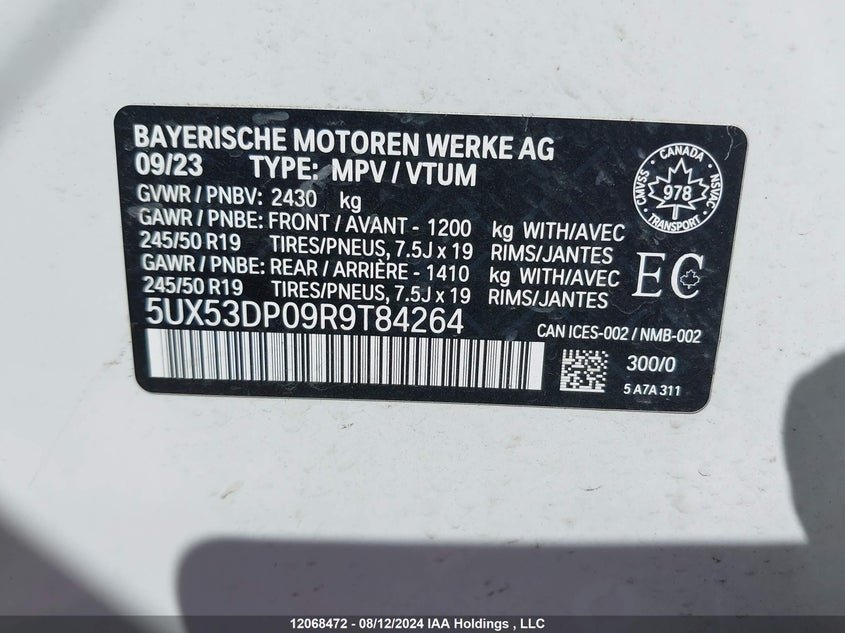 BAYERISCHE MOTOREN WERKE AG
09/23 TYPE: MPV / VTUM
GVWR / PNBV: 2430 kg
GAWR / PNBE: FRONT / AVANT - 1200 kg WITH/AVEC
245/50 R19 TIRES/PNEUS, 7.5J x 19 RIMS/JANTES
GAWR / PNBE: REAR / ARRIÈRE - 1410 kg WITH/AVEC
245/50 R19 TIRES/PNEUS, 7.5J x 19 RIMS/JANTES
5UX53DP09R9T84264
CANADA
CMVSS
978
NSVAC
TRANSPORT
EC
CAN ICES-002 / NMB-002
300/0
5 A7A 311
12068472 - 08/12/2024 IAA Holdings , LLC